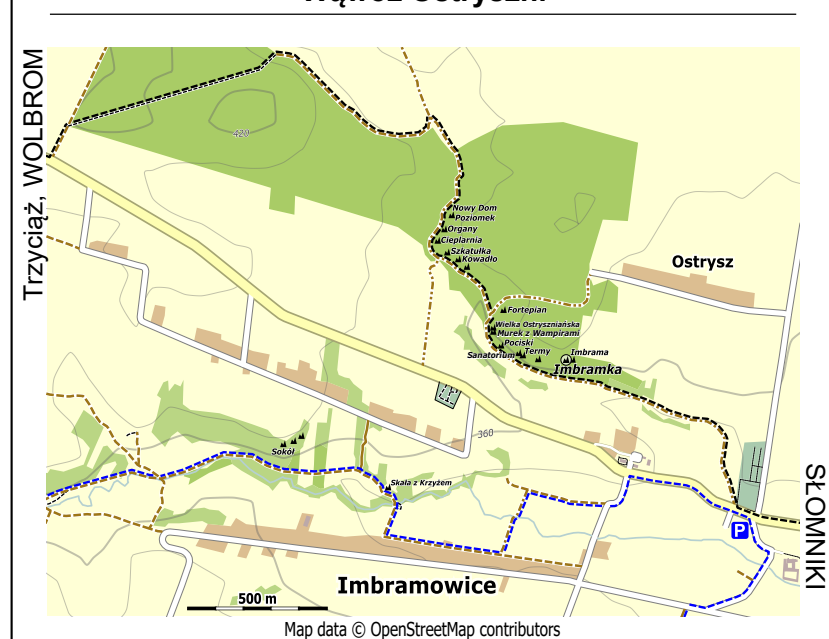 Trzyciąż, WOLBROM
420
Nowy Dom
Poziomek
Organy
Cieplarnia
Szkatułka
Kowadło
Ostrysz
Fortepian
Wielka Ostryszniańska
Murek z Wampirami
Pociski
Sanatorium
Termy
Imbrama
Imbramka
360
Sokół
Skała z Krzyżem
SŁOMNIKI
P
Imbramowice
500 m
Map data © OpenStreetMap contributors